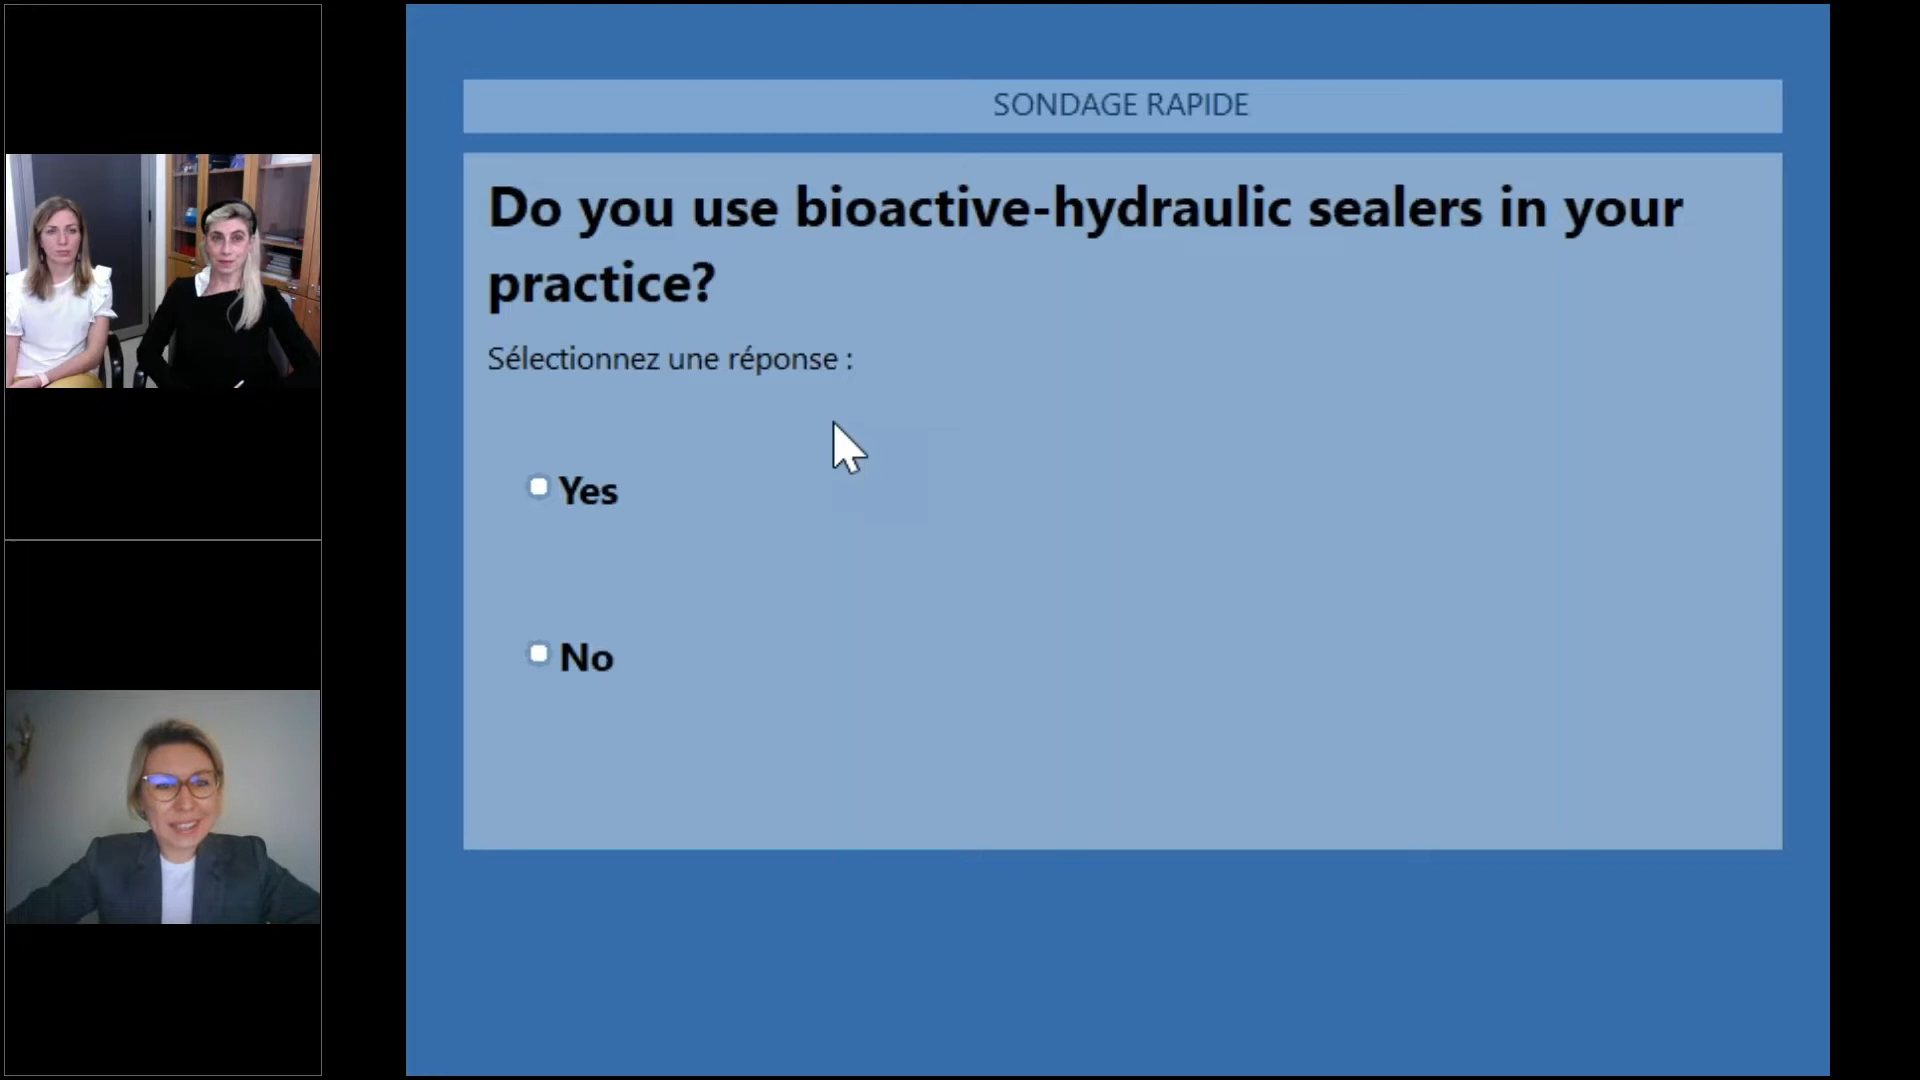 SONDAGE RAPIDE
Do you use bioactive-hydraulic sealers in your
practice?
Sélectionnez une réponse :
Yes
No